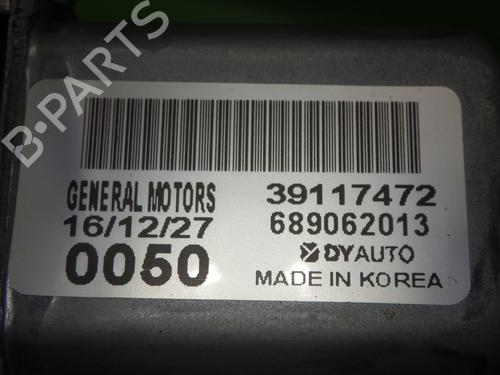 B-PARTS
GENERAL MOTORS 39117472
16/12/27 689062013
0050 DYAUTO
MADE IN KOREA